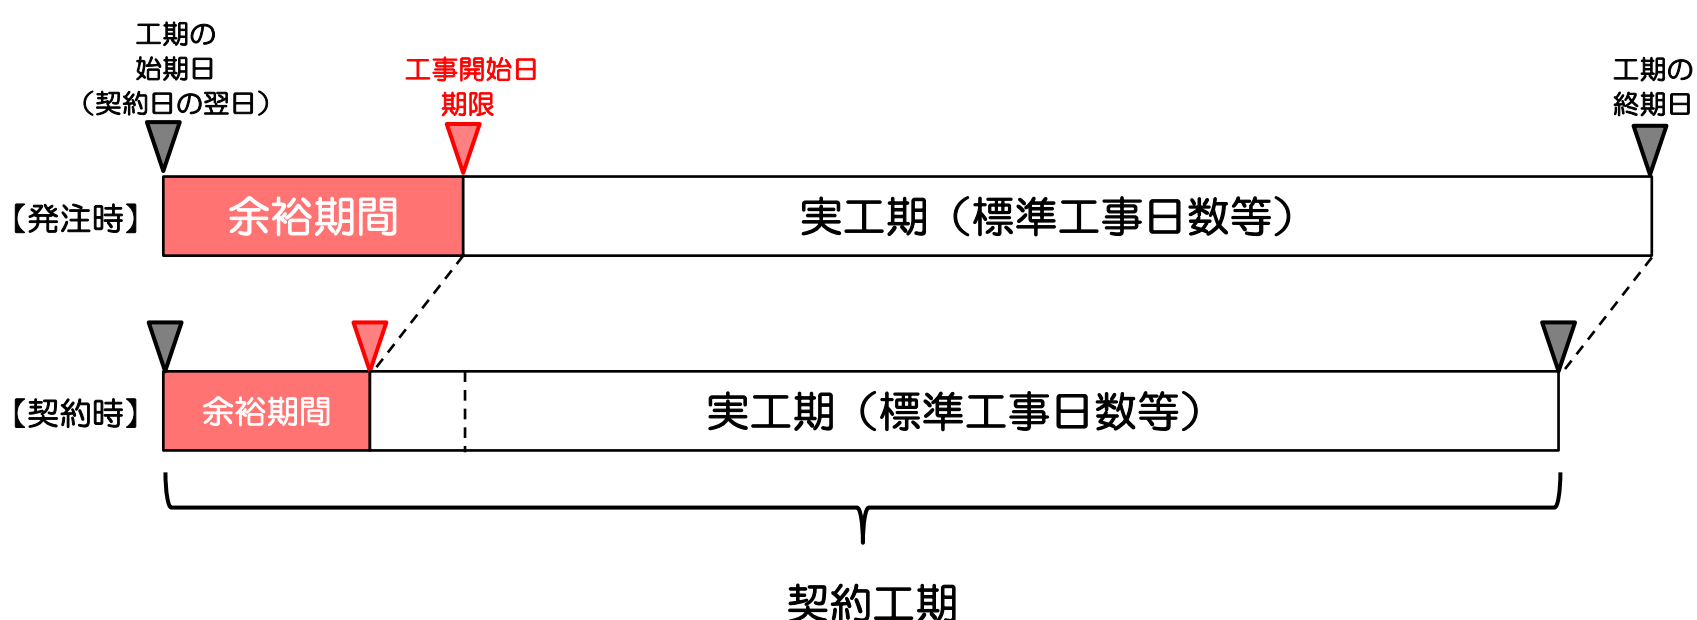 工期の
始期日
（契約日の翌日）
工事開始日
期限
工期の
終期日
【発注時】
余裕期間
実工期（標準工事日数等）
【契約時】
余裕期間
実工期（標準工事日数等）
契約工期